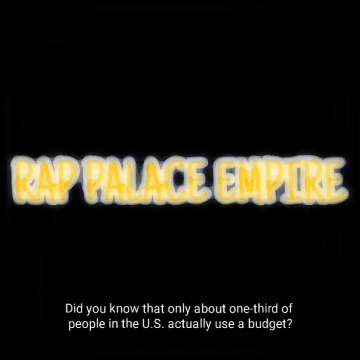 RAP PALACE EMPIRE
Did you know that only about one-third of
people in the U.S. actually use a budget?